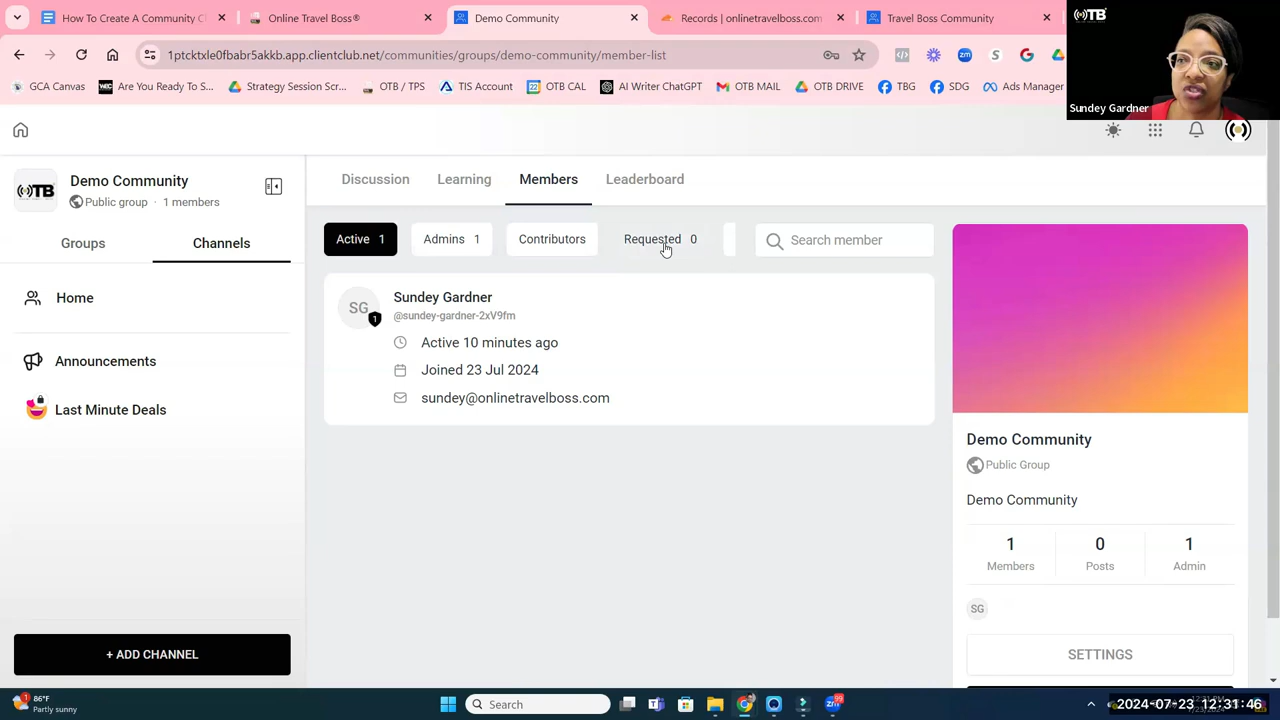 How To Create A Community C
Online Travel Boss®
Demo Community
Records | onlinetravelboss.com
Travel Boss Community
OTB
1ptcktvle0fbabr5akkb.app.clientclub.net/communities/groups/demo-community/member-list
GCA Canvas
Are You Ready To S...
Strategy Session Scr...
OTB / TPS
TIS Account
OTB CAL
AI Writer ChatGPT
OTB MAIL
OTB DRIVE
TBG
SDG
Ads Manager
Sundey Gardner
OTB
Demo Community
Public group · 1 members
Discussion
Learning
Members
Leaderboard
Groups
Channels
Active 1
Admins 1
Contributors
Requested 0
Search member
Home
Announcements
Last Minute Deals
SG
1
Sundey Gardner
@sundey-gardner-2xV9fm
Active 10 minutes ago
Joined 23 Jul 2024
sundey@onlinetravelboss.com
Demo Community
Public Group
Demo Community
1
Members
0
Posts
1
Admin
SG
SETTINGS
+ ADD CHANNEL
1
86°F
Partly sunny
Search
99
2024-07-23 12:31:46